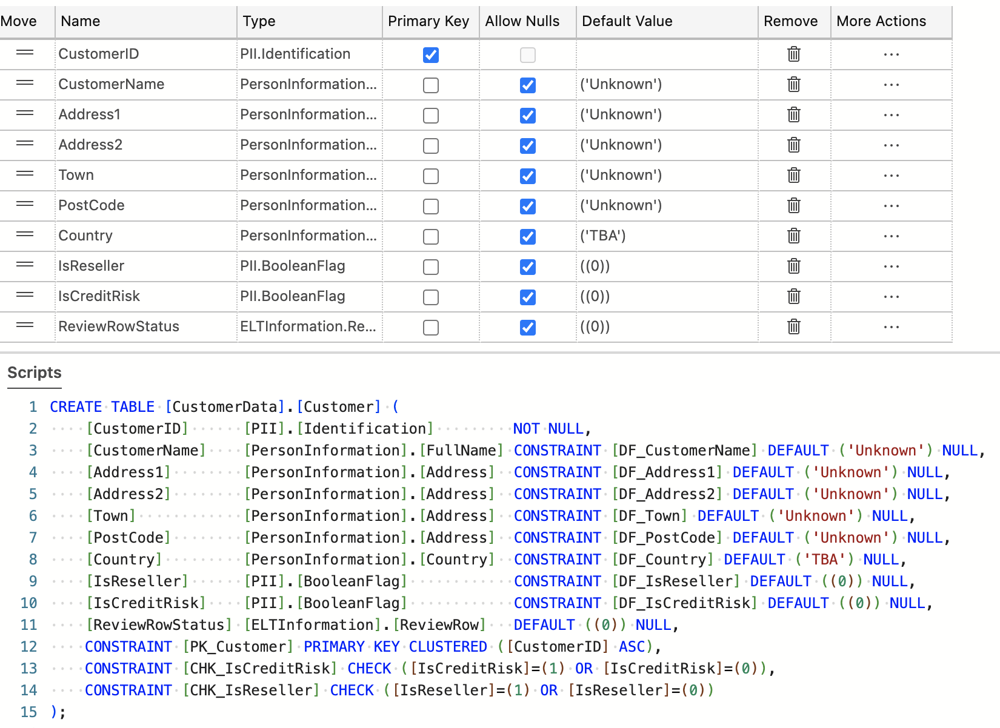 Move Name Type Primary Key Allow Nulls Default Value Remove More Actions
CustomerID PII.Identification ...
CustomerName PersonInformation... ('Unknown') ...
Address1 PersonInformation... ('Unknown') ...
Address2 PersonInformation... ('Unknown') ...
Town PersonInformation... ('Unknown') ...
PostCode PersonInformation... ('Unknown') ...
Country PersonInformation... ('TBA') ...
IsReseller PII.BooleanFlag ((0)) ...
IsCreditRisk PII.BooleanFlag ((0)) ...
ReviewRowStatus ELTInformation.Re... ((0)) ...
Scripts
1 CREATE TABLE [CustomerData].[Customer] (
2     [CustomerID]      [PII].[Identification]         NOT NULL,
3     [CustomerName]    [PersonInformation].[FullName] CONSTRAINT [DF_CustomerName] DEFAULT ('Unknown') NULL,
4     [Address1]        [PersonInformation].[Address]  CONSTRAINT [DF_Address1] DEFAULT ('Unknown') NULL,
5     [Address2]        [PersonInformation].[Address]  CONSTRAINT [DF_Address2] DEFAULT ('Unknown') NULL,
6     [Town]            [PersonInformation].[Address]  CONSTRAINT [DF_Town] DEFAULT ('Unknown') NULL,
7     [PostCode]        [PersonInformation].[Address]  CONSTRAINT [DF_PostCode] DEFAULT ('Unknown') NULL,
8     [Country]         [PersonInformation].[Country]  CONSTRAINT [DF_Country] DEFAULT ('TBA') NULL,
9     [IsReseller]      [PII].[BooleanFlag]            CONSTRAINT [DF_IsReseller] DEFAULT ((0)) NULL,
10     [IsCreditRisk]    [PII].[BooleanFlag]            CONSTRAINT [DF_IsCreditRisk] DEFAULT ((0)) NULL,
11     [ReviewRowStatus] [ELTInformation].[ReviewRow]   DEFAULT ((0)) NULL,
12     CONSTRAINT [PK_Customer] PRIMARY KEY CLUSTERED ([CustomerID] ASC),
13     CONSTRAINT [CHK_IsCreditRisk] CHECK ([IsCreditRisk]=(1) OR [IsCreditRisk]=(0)),
14     CONSTRAINT [CHK_IsReseller] CHECK ([IsReseller]=(1) OR [IsReseller]=(0))
15 );